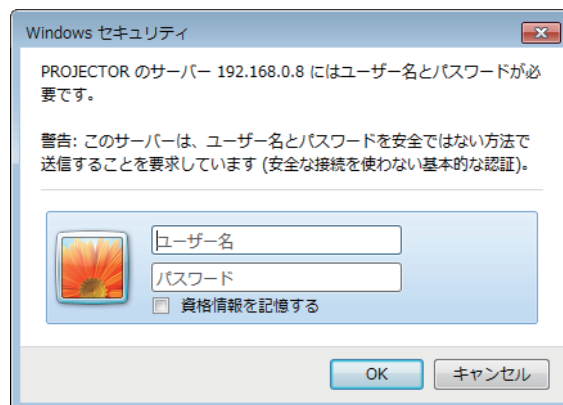 Windows セキュリティ
PROJECTOR のサーバー 192.168.0.8 にはユーザー名とパスワードが必
要です。
警告: このサーバーは、ユーザー名とパスワードを安全ではない方法で
送信することを要求しています (安全な接続を使わない基本的な認証)。
ユーザー名
パスワード
資格情報を記憶する
OK
キャンセル